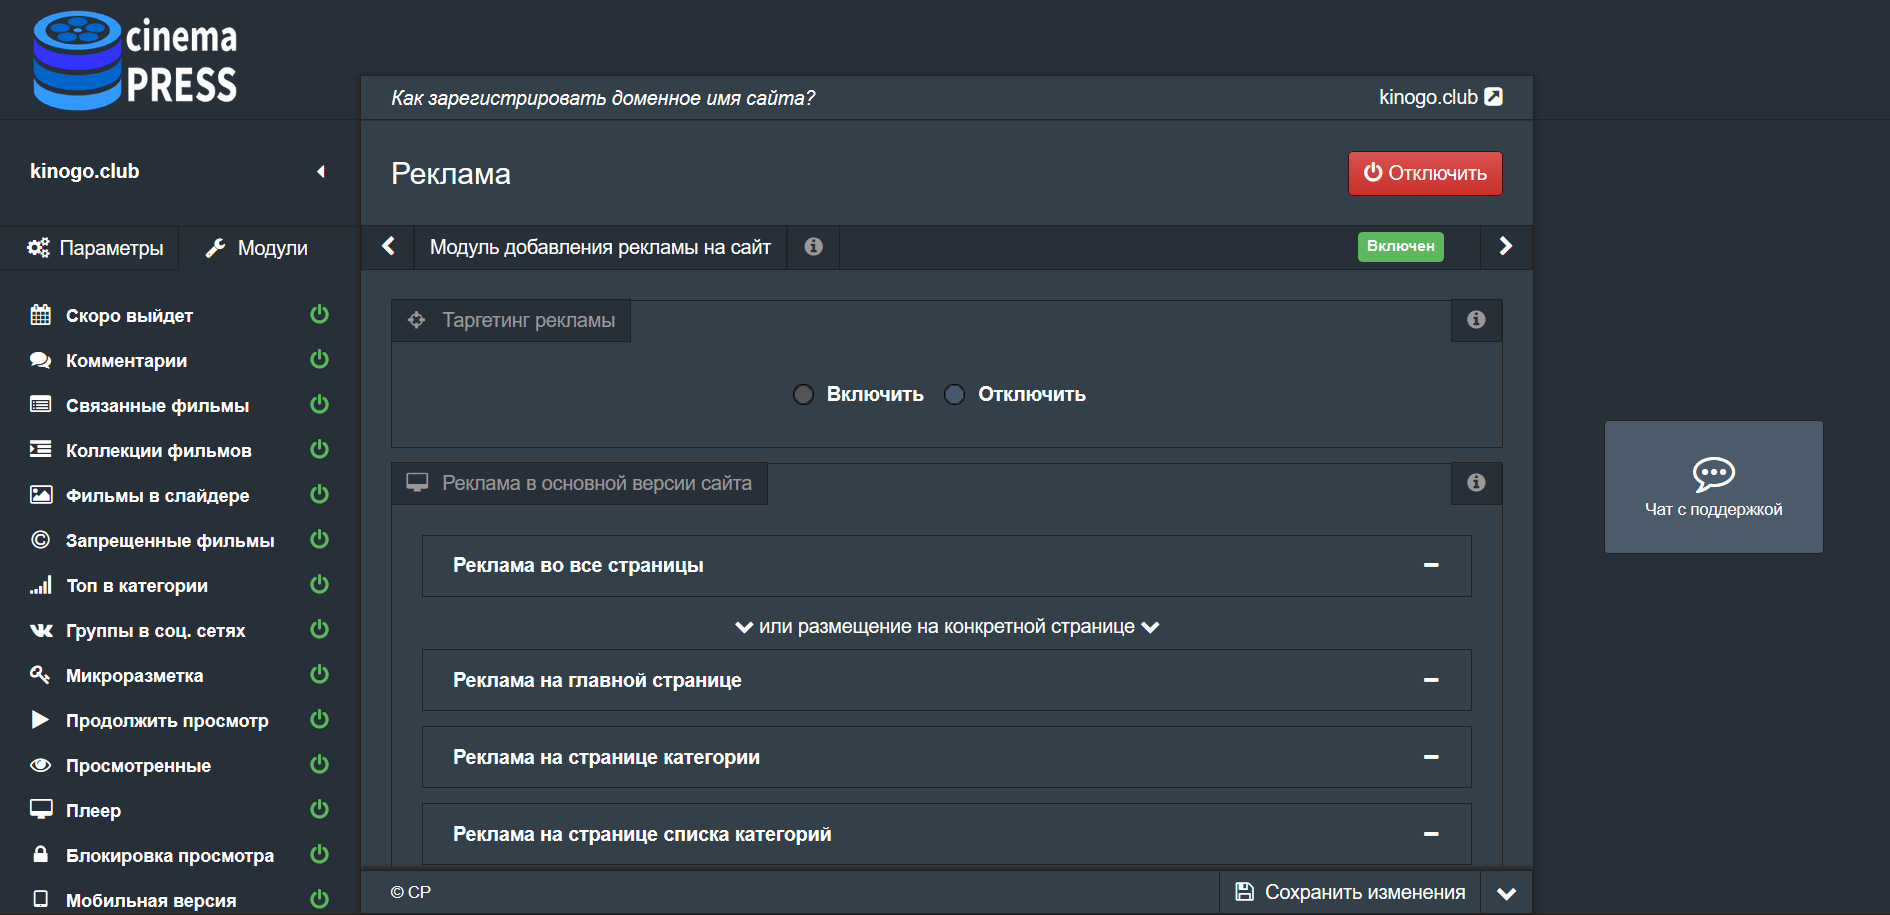 cinema
PRESS
Как зарегистрировать доменное имя сайта?
kinogo.club
kinogo.club
Реклама
Отключить
Параметры
Модули
Модуль добавления рекламы на сайт
Включен
Скоро выйдет
Комментарии
Связанные фильмы
Коллекции фильмов
Фильмы в слайдере
Запрещенные фильмы
Топ в категории
Группы в соц. сетях
Микроразметка
Продолжить просмотр
Просмотренные
Плеер
Блокировка просмотра
Мобильная версия
Таргетинг рекламы
Включить
Отключить
Реклама в основной версии сайта
Реклама во все страницы
или размещение на конкретной странице
Реклама на главной странице
Реклама на странице категории
Реклама на странице списка категорий
© CP
Сохранить изменения
Чат с поддержкой